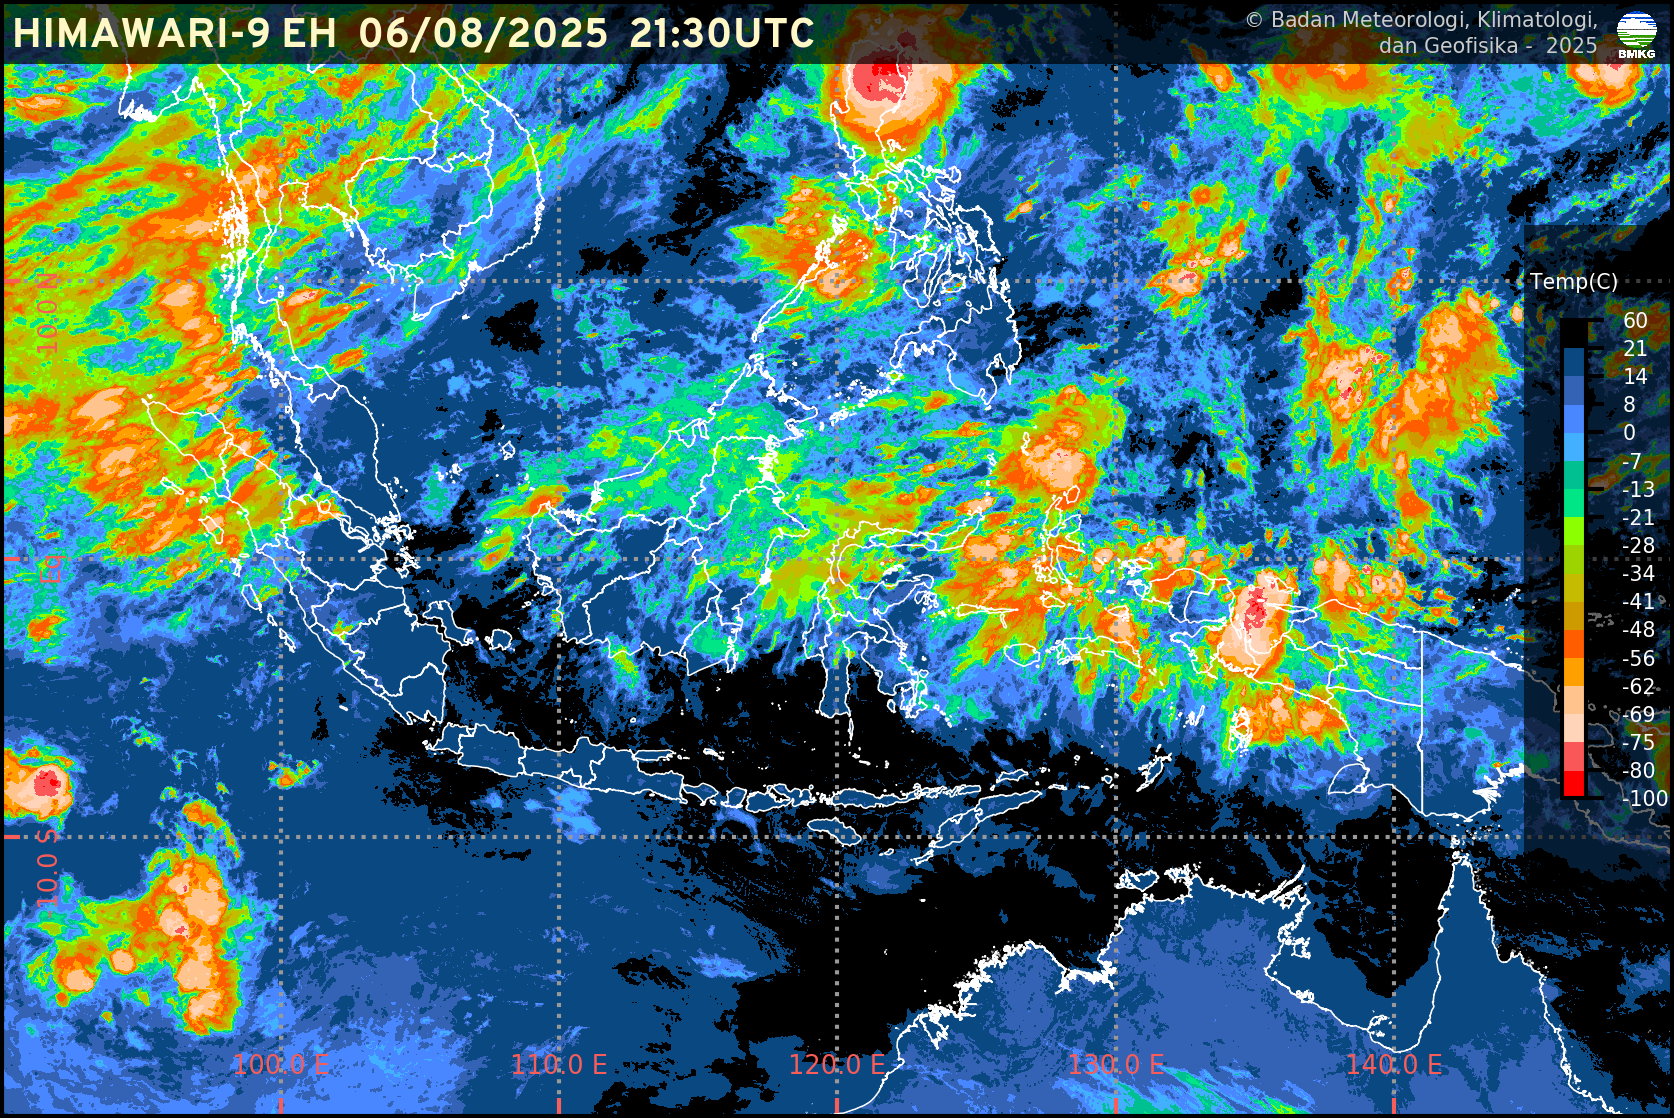 HIMAWARI-9 EH 06/08/2025 21:30UTC
© Badan Meteorologi, Klimatologi,
dan Geofisika - 2025
BMKG
Temp(C)
60
21
14
8
0
-7
-13
-21
-28
-34
-41
-48
-56
-62
-69
-75
-80
-100
10.0 N
EQ
10.0 S
100.0 E
110.0 E
120.0 E
130.0 E
140.0 E